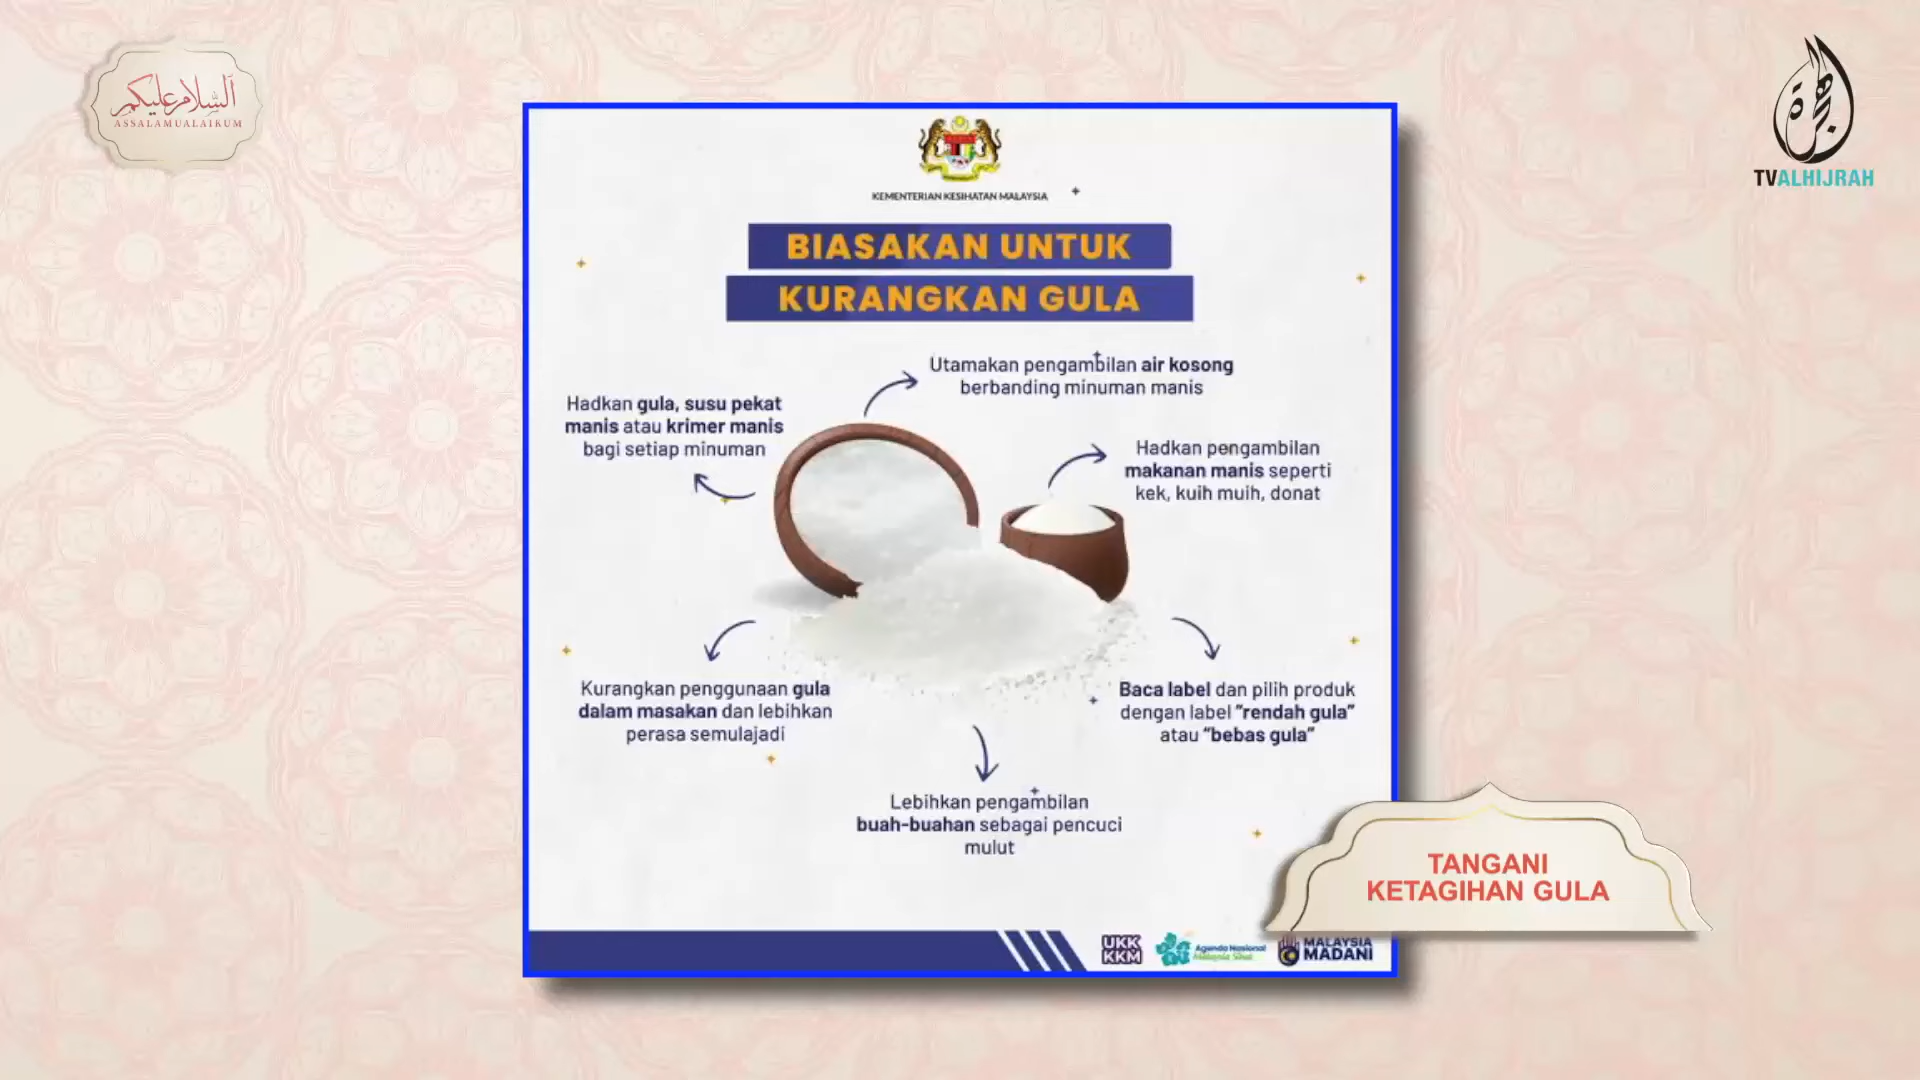 السلام عليكم
ASSALAMUALAIKUM
هجرة
TVALHIJRAH
KEMENTERIAN KESIHATAN MALAYSIA
BIASAKAN UNTUK
KURANGKAN GULA
Utamakan pengambilan air kosong
berbanding minuman manis
Hadkan gula, susu pekat
manis atau krimer manis
bagi setiap minuman
Hadkan pengambilan
makanan manis seperti
kek, kuih muih, donat
Kurangkan penggunaan gula
dalam masakan dan lebihkan
perasa semulajadi
Baca label dan pilih produk
dengan label “rendah gula”
atau “bebas gula”
Lebihkan pengambilan
buah-buahan sebagai pencuci
mulut
TANGANI
KETAGIHAN GULA
UKK
KKM
Agenda Nasional
Malaysia Sihat
MALAYSIA
MADANI